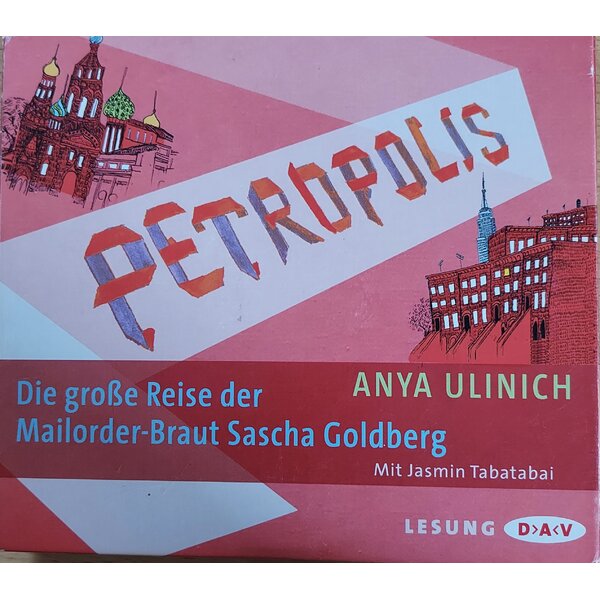 PETROPOLIS
ANYA ULINICH
Die große Reise der
Mailorder-Braut Sascha Goldberg
Mit Jasmin Tabatabai
LESUNG D>A<V